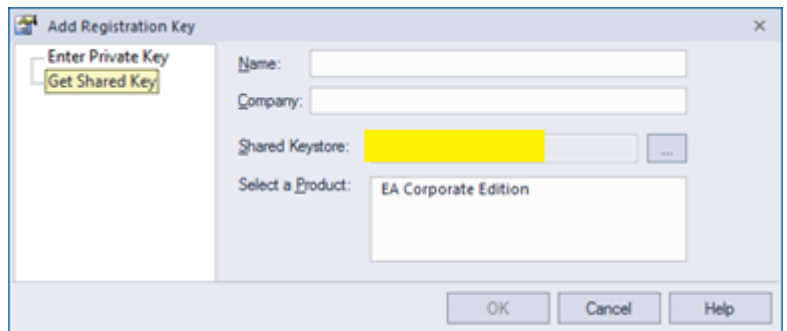 Add Registration Key
Enter Private Key
Get Shared Key
Name:
Company:
Shared Keystore:
...
Select a Product:
EA Corporate Edition
OK
Cancel
Help